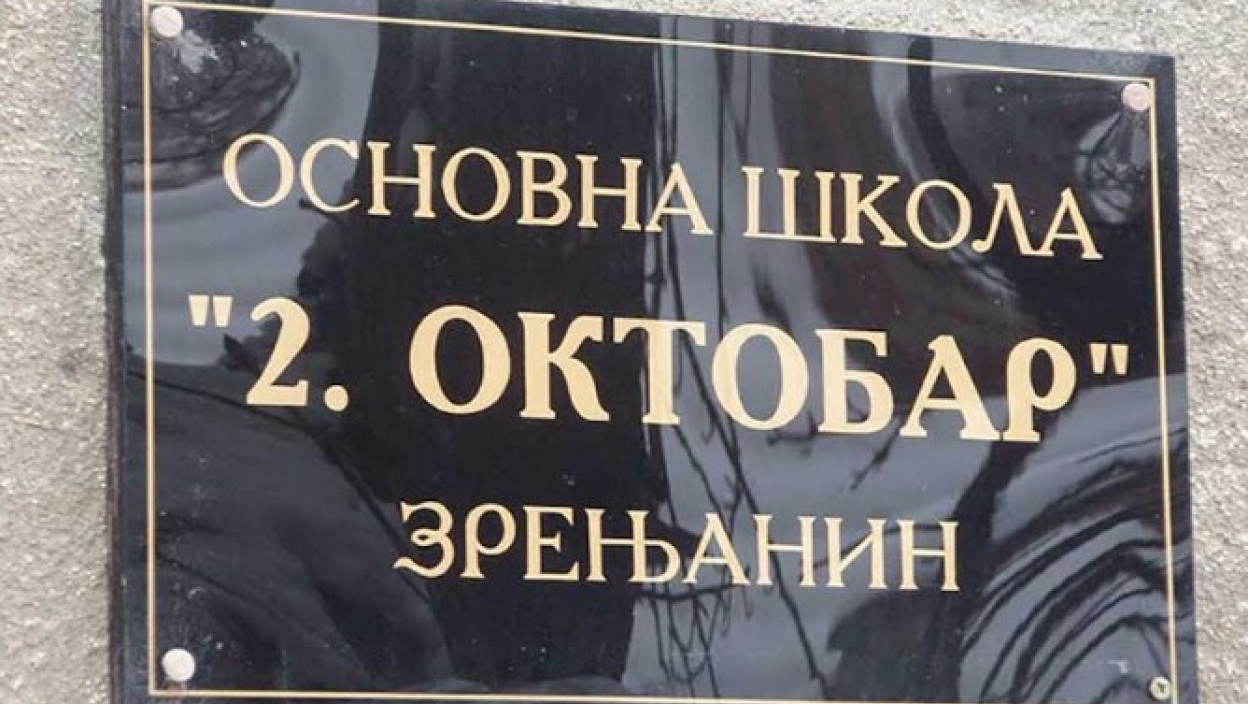 ОСНОВНА ШКОЛА
"2. ОКТОБАР"
ЗРЕЊАНИН